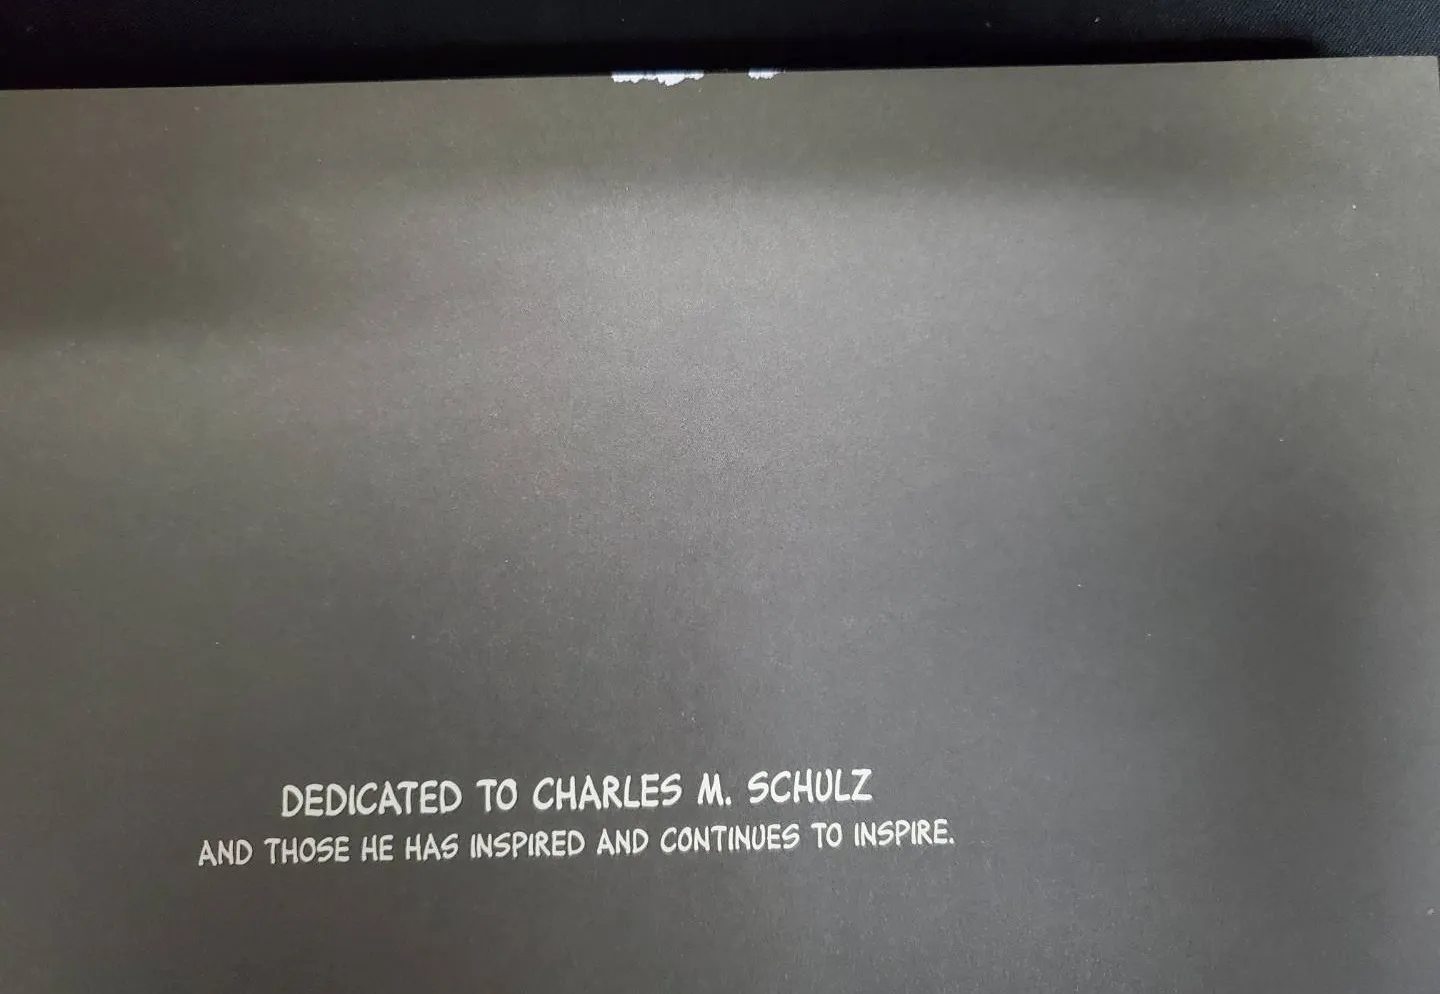 DEDICATED TO CHARLES M. SCHULZ
AND THOSE HE HAS INSPIRED AND CONTINUES TO INSPIRE.